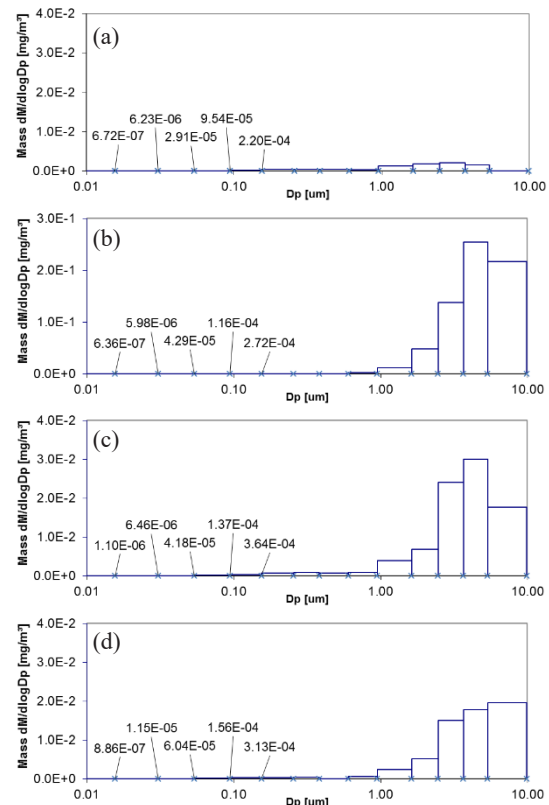 (a)
Mass dM/dlogDp [mg/m³]
4.0E-2
3.0E-2
2.0E-2
1.0E-2
0.0E+0
6.23E-06 9.54E-05
6.72E-07 2.91E-05 2.20E-04
0.01 0.10 1.00 10.00
Dp [um]
(b)
Mass dM/dlogDp [mg/m³]
3.0E-1
2.0E-1
1.0E-1
0.0E+0
5.98E-06 1.16E-04
6.36E-07 4.29E-05 2.72E-04
0.01 0.10 1.00 10.00
Dp [um]
(c)
Mass dM/dlogDp [mg/m³]
4.0E-2
3.0E-2
2.0E-2
1.0E-2
0.0E+0
6.46E-06 1.37E-04
1.10E-06 4.18E-05 3.64E-04
0.01 0.10 1.00 10.00
Dp [um]
(d)
Mass dM/dlogDp [mg/m³]
4.0E-2
3.0E-2
2.0E-2
1.0E-2
0.0E+0
1.15E-05 1.56E-04
8.86E-07 6.04E-05 3.13E-04
0.01 0.10 1.00 10.00
Dp [um]